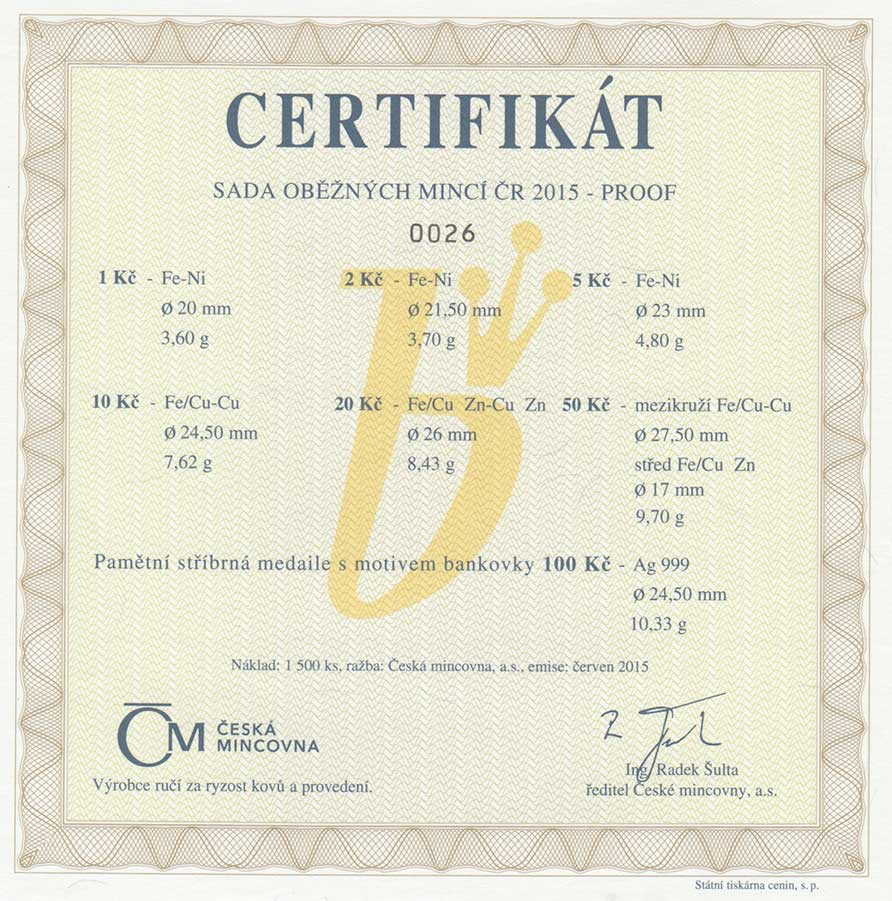 CERTIFIKÁT
SADA OBĚŽNÝCH MINCÍ ČR 2015 - PROOF
0026
1 Kč - Fe-Ni
Ø 20 mm
3,60 g
2 Kč - Fe-Ni
Ø 21,50 mm
3,70 g
5 Kč - Fe-Ni
Ø 23 mm
4,80 g
10 Kč - Fe/Cu-Cu
Ø 24,50 mm
7,62 g
20 Kč - Fe/Cu Zn-Cu Zn
Ø 26 mm
8,43 g
50 Kč - mezikruží Fe/Cu-Cu
Ø 27,50 mm
střed Fe/Cu Zn
Ø 17 mm
9,70 g
Pamětní stříbrná medaile s motivem bankovky 100 Kč - Ag 999
Ø 24,50 mm
10,33 g
Náklad: 1 500 ks, ražba: Česká mincovna, a.s., emise: červen 2015
ČM ČESKÁ
MINCOVNA
Výrobce ručí za ryzost kovů a provedení.
Ing. Radek Šulta
ředitel České mincovny, a.s.
Státní tiskárna cenin, s. p.